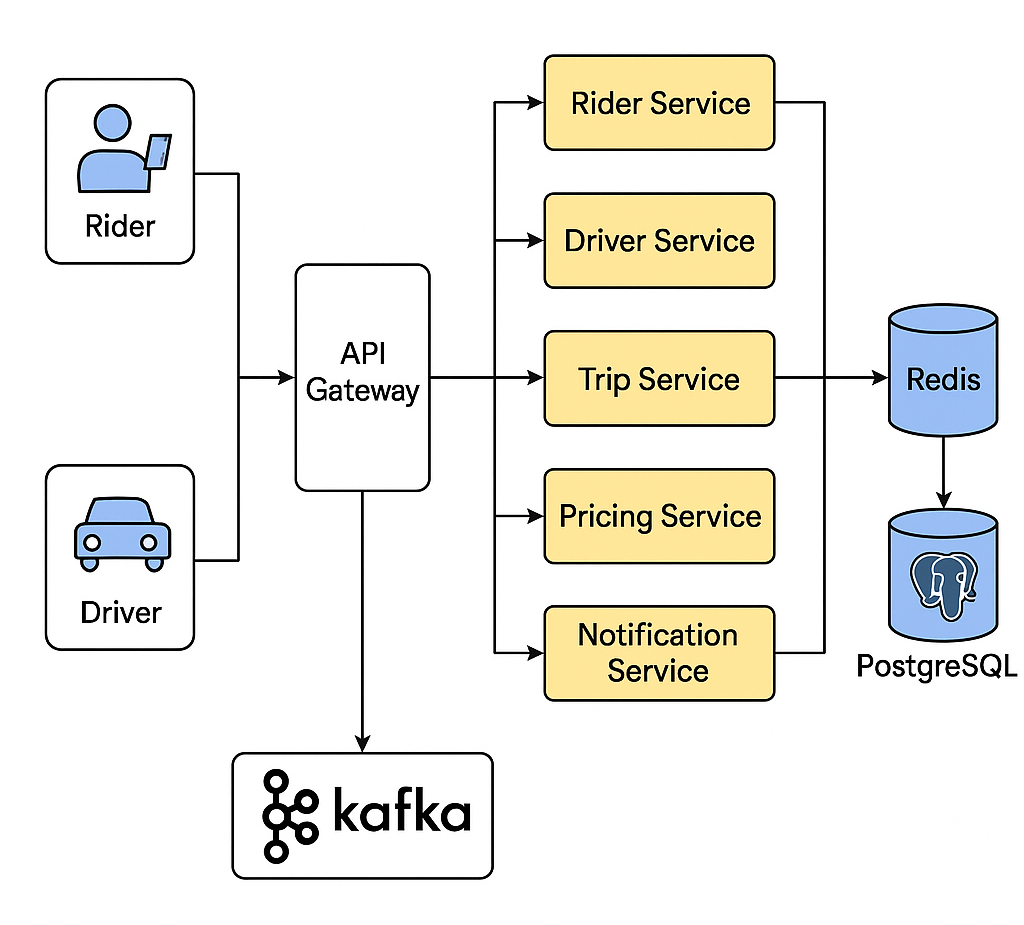 Rider
Driver
API
Gateway
Rider Service
Driver Service
Trip Service
Pricing Service
Notification
Service
Redis
PostgreSQL
kafka